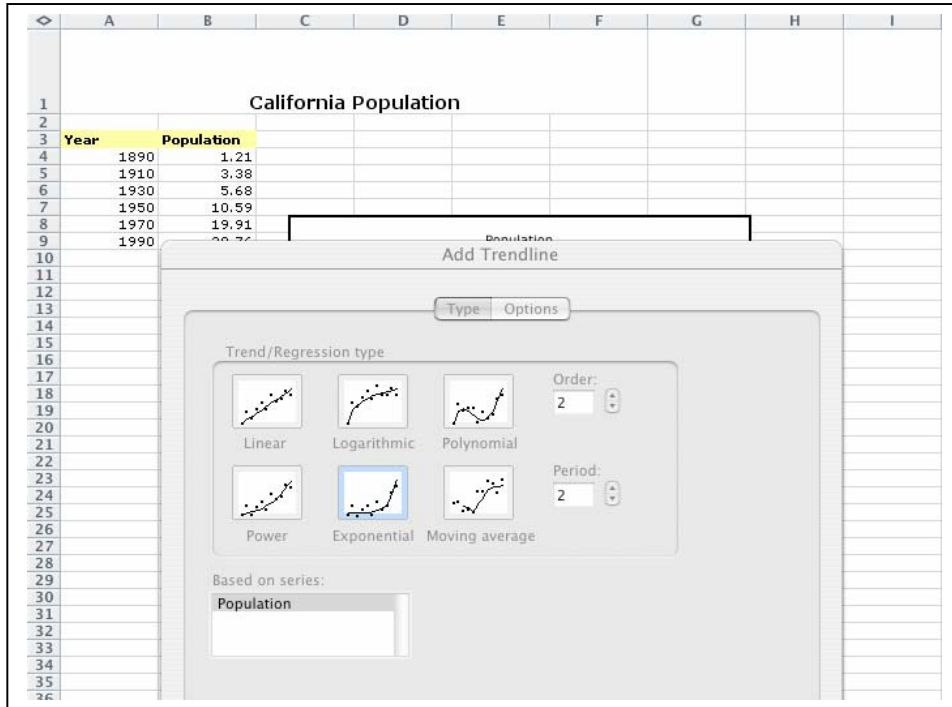 A B C D E F G H I
1 California Population
2
3 Year Population
4 1890 1.21
5 1910 3.38
6 1930 5.68
7 1950 10.59
8 1970 19.91
9 1990
Population
10 Add Trendline
11
12
13 Type Options
14
15
16 Trend/Regression type
17 Order:
18 2
19
20
21 Linear Logarithmic Polynomial
22
23 Period:
24 2
25
26 Power Exponential Moving average
27
28
29 Based on series:
30 Population
31
32
33
34
35
36